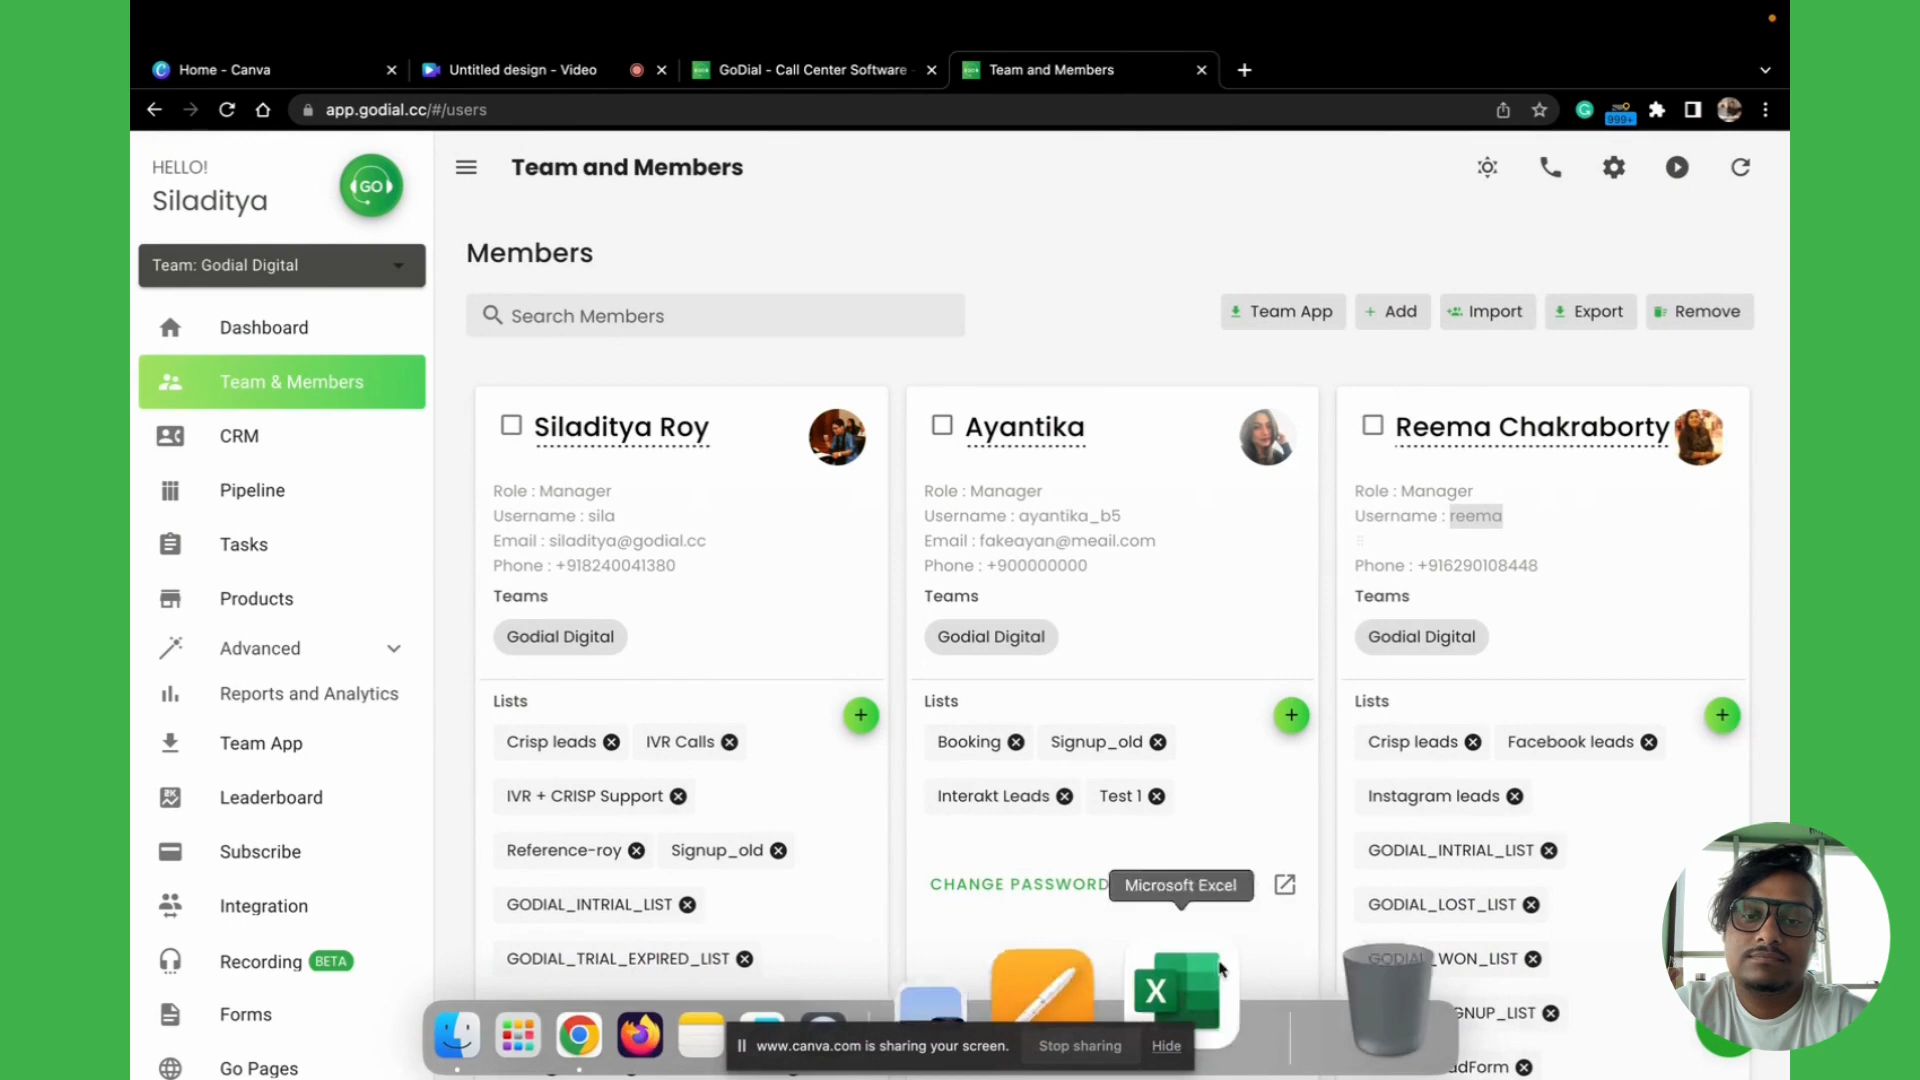 Home - Canva
Untitled design - Video
GoDial - Call Center Software -
Team and Members
app.godial.cc/#/users
999+
HELLO!
Siladitya
GO
Team: Godial Digital
Dashboard
Team & Members
CRM
Pipeline
Tasks
Products
Advanced
Reports and Analytics
Team App
Leaderboard
Subscribe
Integration
Recording BETA
Forms
Go Pages
Team and Members
Members
Search Members
Team App
+ Add
Import
Export
Remove
Siladitya Roy
Role : Manager
Username : sila
Email : siladitya@godial.cc
Phone : +918240041380
Teams
Godial Digital
Lists
Crisp leads
IVR Calls
IVR + CRISP Support
Reference-roy
Signup_old
GODIAL_INTRIAL_LIST
GODIAL_TRIAL_EXPIRED_LIST
Ayantika
Role : Manager
Username : ayantika_b5
Email : fakeayan@meail.com
Phone : +900000000
Teams
Godial Digital
Lists
Booking
Signup_old
Interakt Leads
Test 1
CHANGE PASSWORD
Microsoft Excel
Reema Chakraborty
Role : Manager
Username : reema
Phone : +916290108448
Teams
Godial Digital
Lists
Crisp leads
Facebook leads
Instagram leads
GODIAL_INTRIAL_LIST
GODIAL_LOST_LIST
GODIAL_WON_LIST
X
www.canva.com is sharing your screen.
Stop sharing
Hide